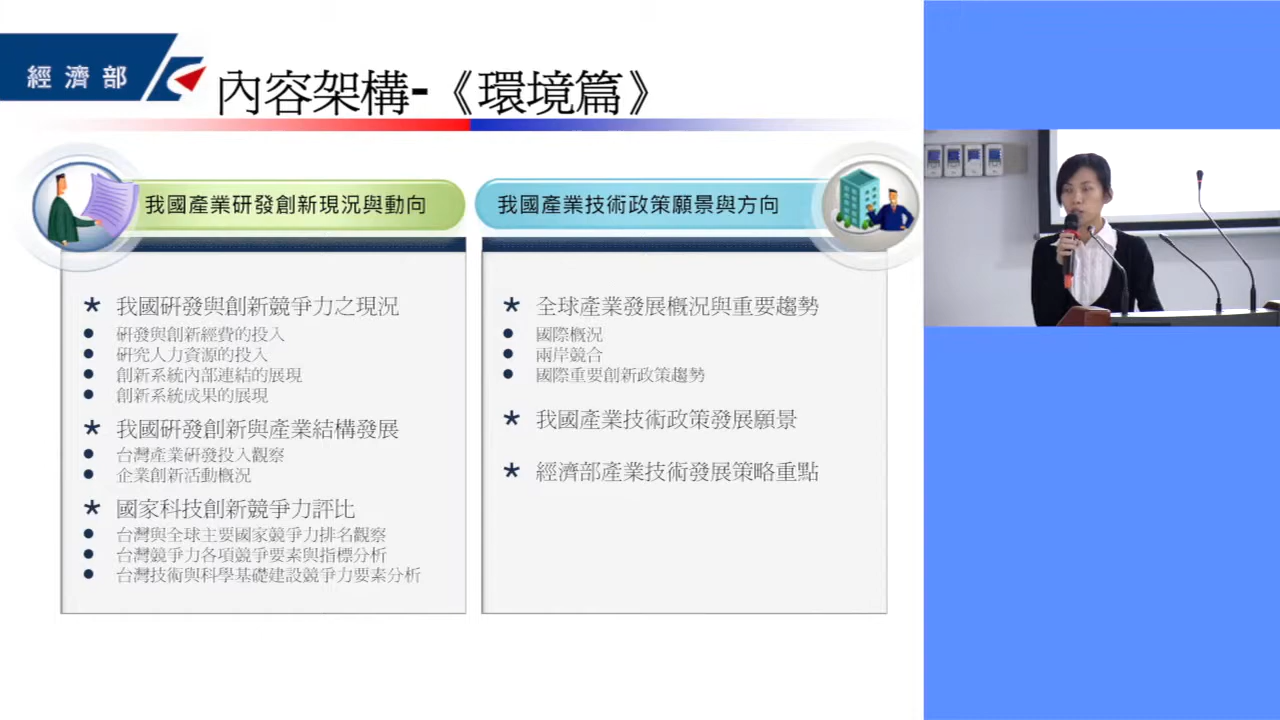 經濟部
內容架構-《環境篇》
我國產業研發創新現況與動向
* 我國研發與創新競爭力之現況
● 研發與創新經費的投入
● 研究人力資源的投入
● 創新系統內部連結的展現
● 創新系統成果的展現
* 我國研發創新與產業結構發展
● 台灣產業研發投入觀察
● 企業創新活動概況
* 國家科技創新競爭力評比
● 台灣與全球主要國家競爭力排名觀察
● 台灣競爭力各項競爭要素與指標分析
● 台灣技術與科學基礎建設競爭力要素分析
我國產業技術政策願景與方向
* 全球產業發展概況與重要趨勢
● 國際概況
● 兩岸競合
● 國際重要創新政策趨勢
* 我國產業技術政策發展願景
* 經濟部產業技術發展策略重點